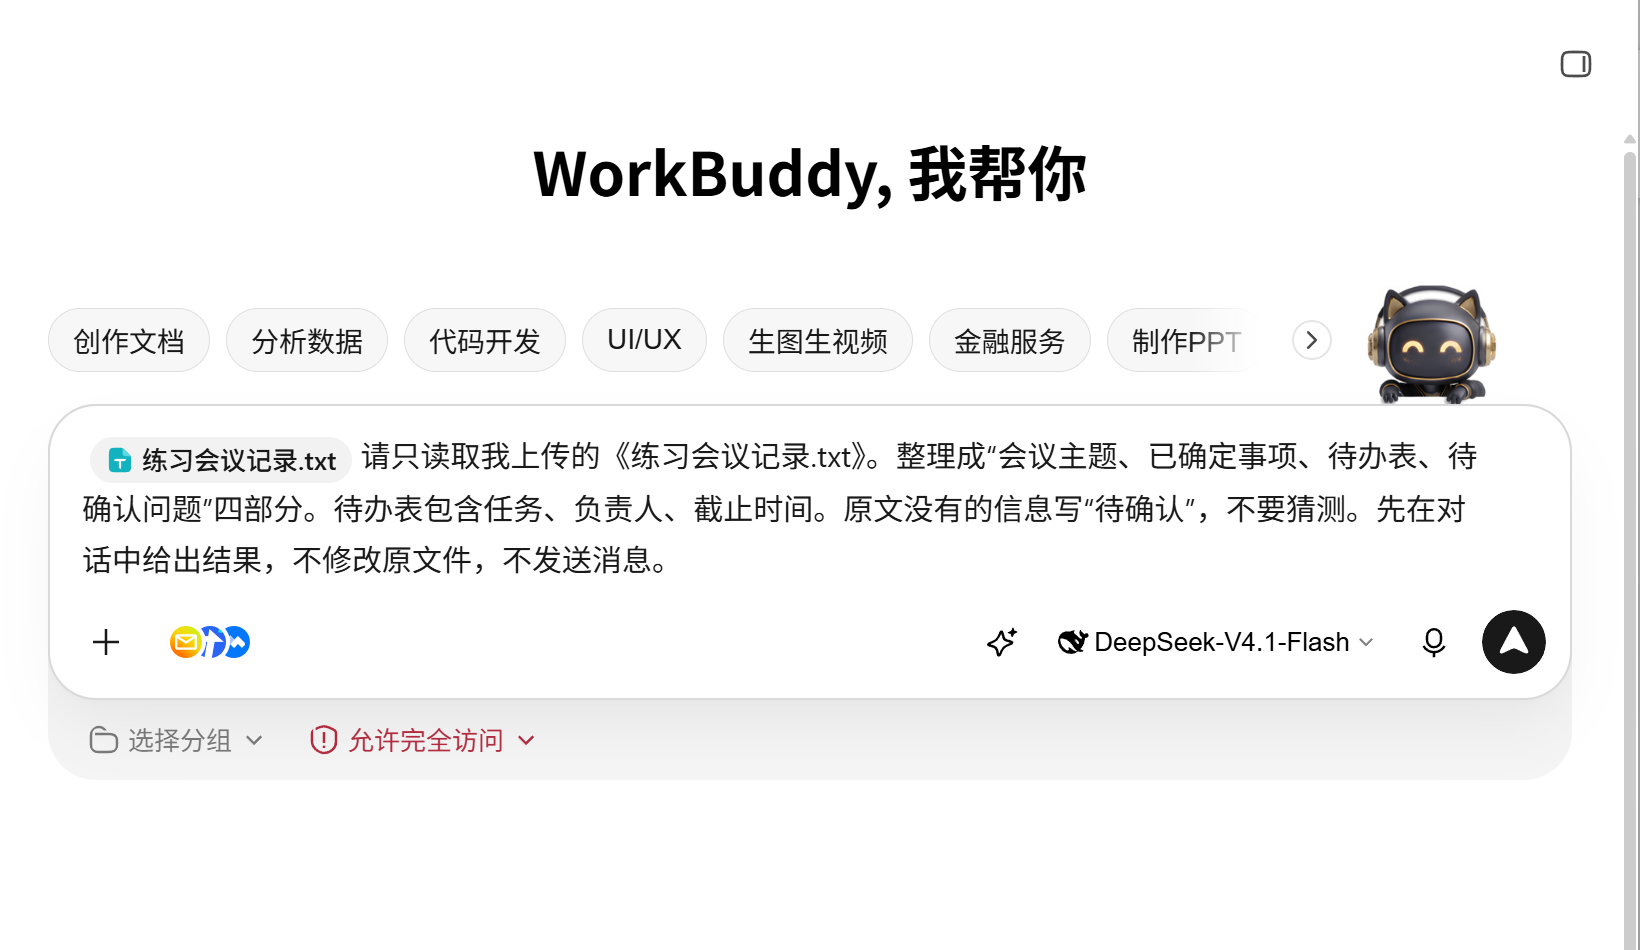 WorkBuddy, 我帮你
创作文档
分析数据
代码开发
UI/UX
生图生视频
金融服务
制作PPT
练习会议记录.txt 请只读取我上传的《练习会议记录.txt》。整理成“会议主题、已确定事项、待办表、待
确认问题”四部分。待办表包含任务、负责人、截止时间。原文没有的信息写“待确认”，不要猜测。先在对
话中给出结果，不修改原文件，不发送消息。
DeepSeek-V4.1-Flash
选择分组
允许完全访问